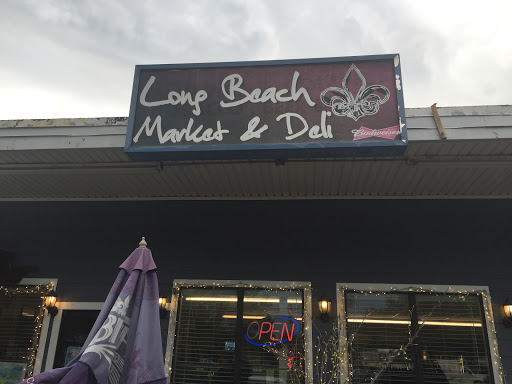 Long Beach
Market & Deli
Budweiser
OPEN